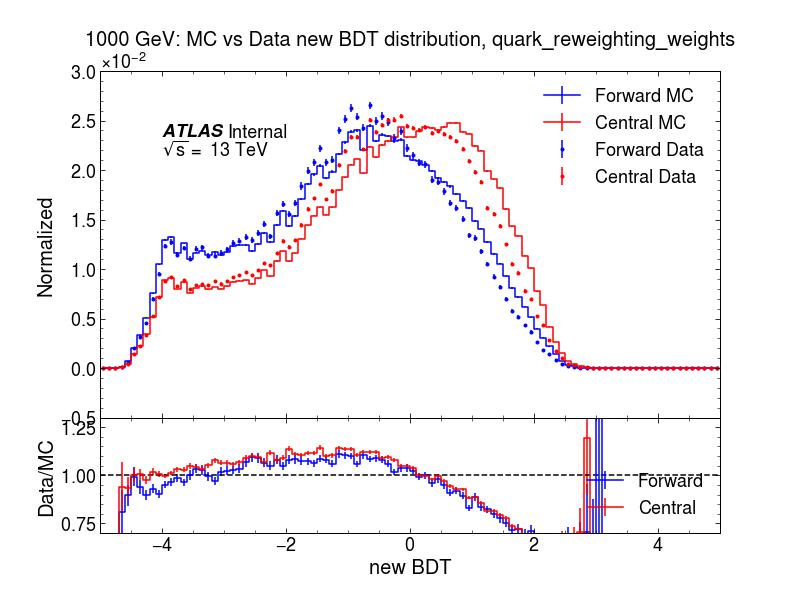 1000 GeV: MC vs Data new BDT distribution, quark_reweighting_weights
×10⁻²
3.0
2.5
2.0
1.5
1.0
0.5
0.0
Normalized
ATLAS Internal
√s = 13 TeV
Forward MC
Central MC
Forward Data
Central Data
1.25
1.00
0.75
Data/MC
Forward
Central
−4 −2 0 2 4
new BDT